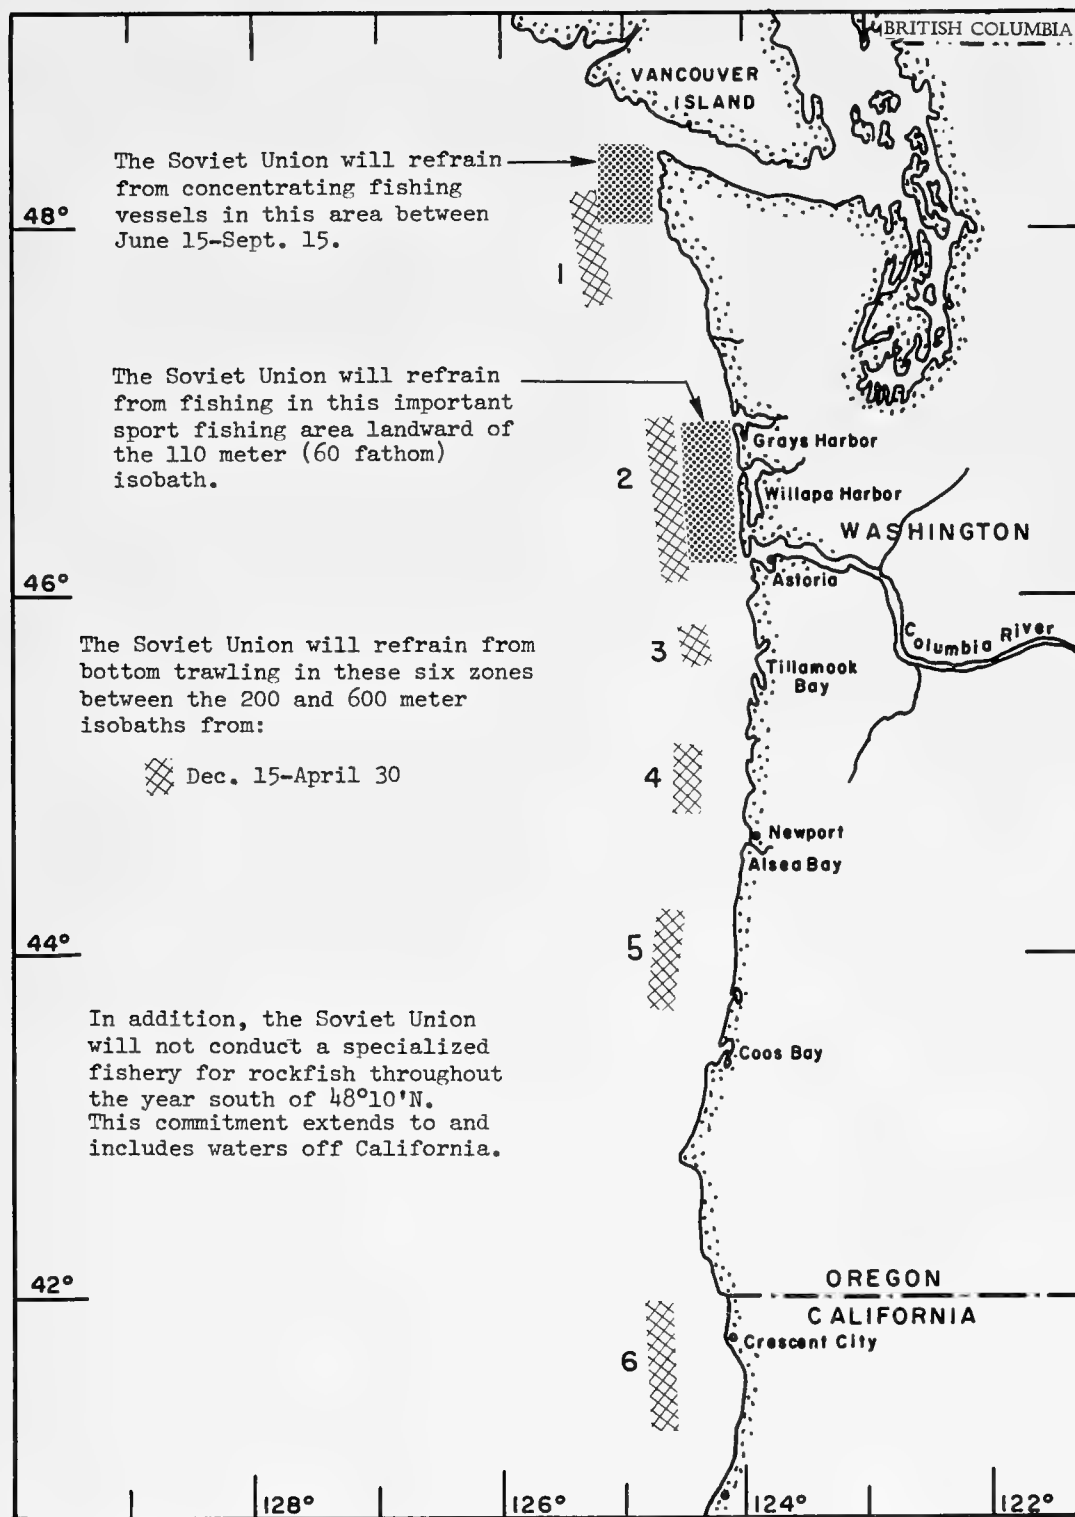 BRITISH COLUMBIA
VANCOUVER
ISLAND
The Soviet Union will refrain
from concentrating fishing
vessels in this area between
June 15-Sept. 15.
48°
1
The Soviet Union will refrain
from fishing in this important
sport fishing area landward of
the 110 meter (60 fathom)
isobath.
Grays Harbor
2
Willapa Harbor
WASHINGTON
46°
Astoria
Columbia River
The Soviet Union will refrain from
bottom trawling in these six zones
between the 200 and 600 meter
isobaths from:
3
Tillamook
Bay
Dec. 15-April 30
4
Newport
Alsea Bay
44°
5
In addition, the Soviet Union
will not conduct a specialized
fishery for rockfish throughout
the year south of 48°10'N.
This commitment extends to and
includes waters off California.
Coos Bay
42°
OREGON
CALIFORNIA
Crescent City
6
128°
126°
124°
122°